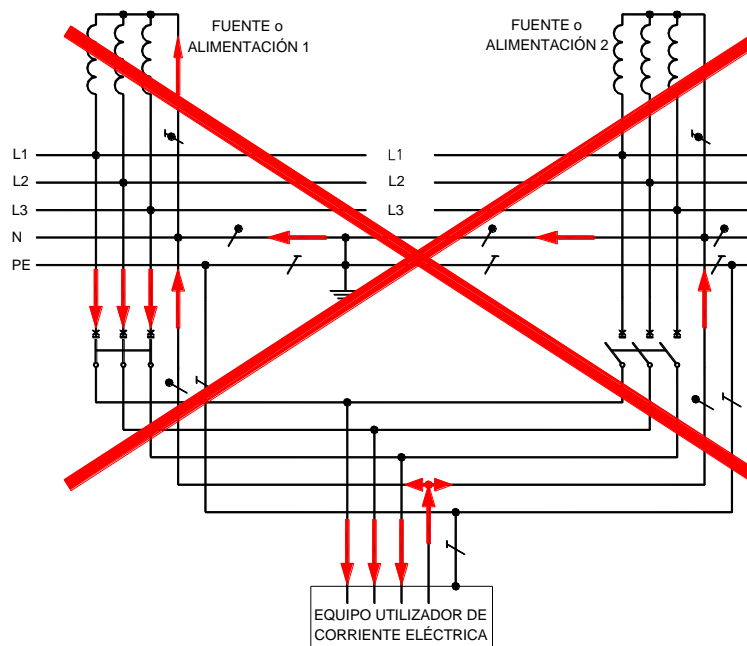 FUENTE o
ALIMENTACIÓN 1
FUENTE o
ALIMENTACIÓN 2
L1
L1
L2
L2
L3
L3
N
PE
EQUIPO UTILIZADOR DE
CORRIENTE ELÉCTRICA